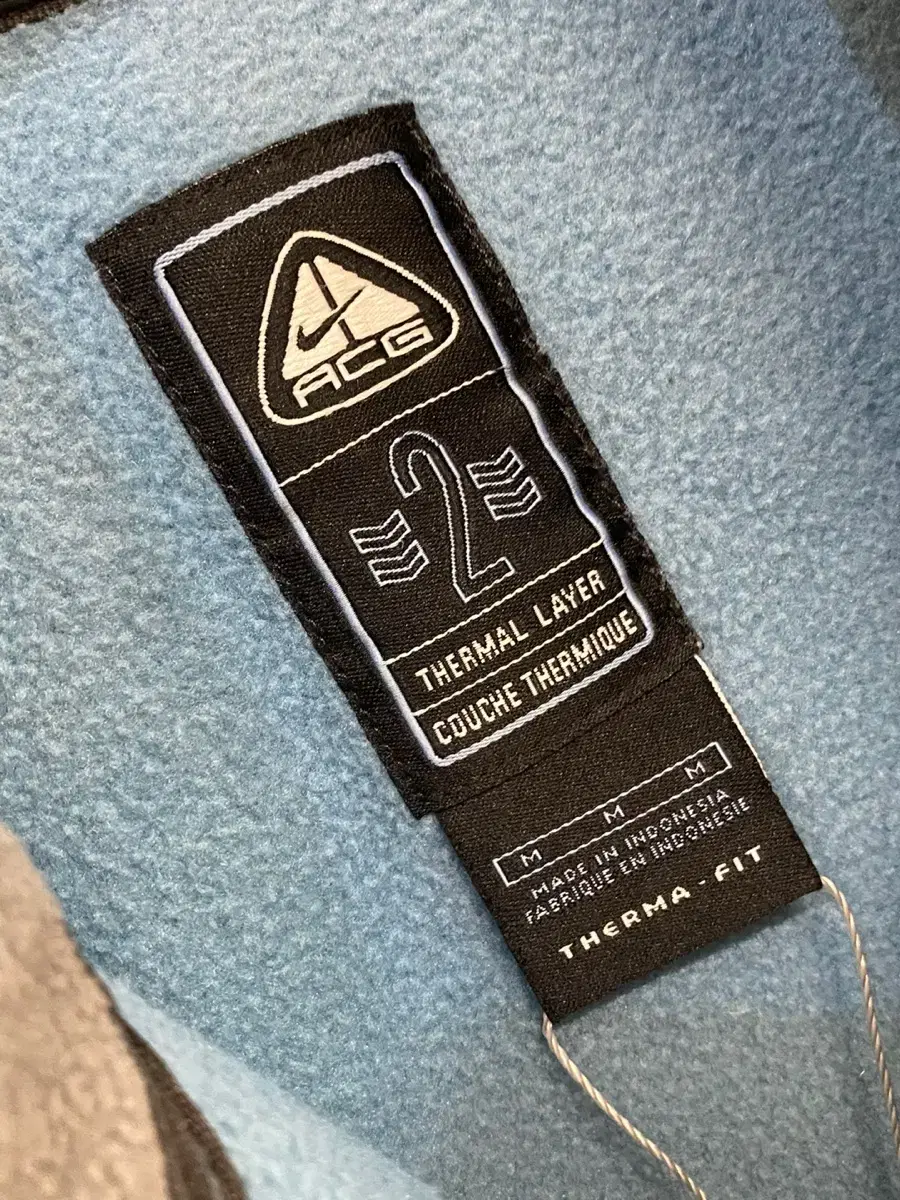 ACG
2
THERMAL LAYER
COUCHE THERMIQUE
M M M
MADE IN INDONESIA
FABRIQUE EN INDONESIE
THERMA-FIT